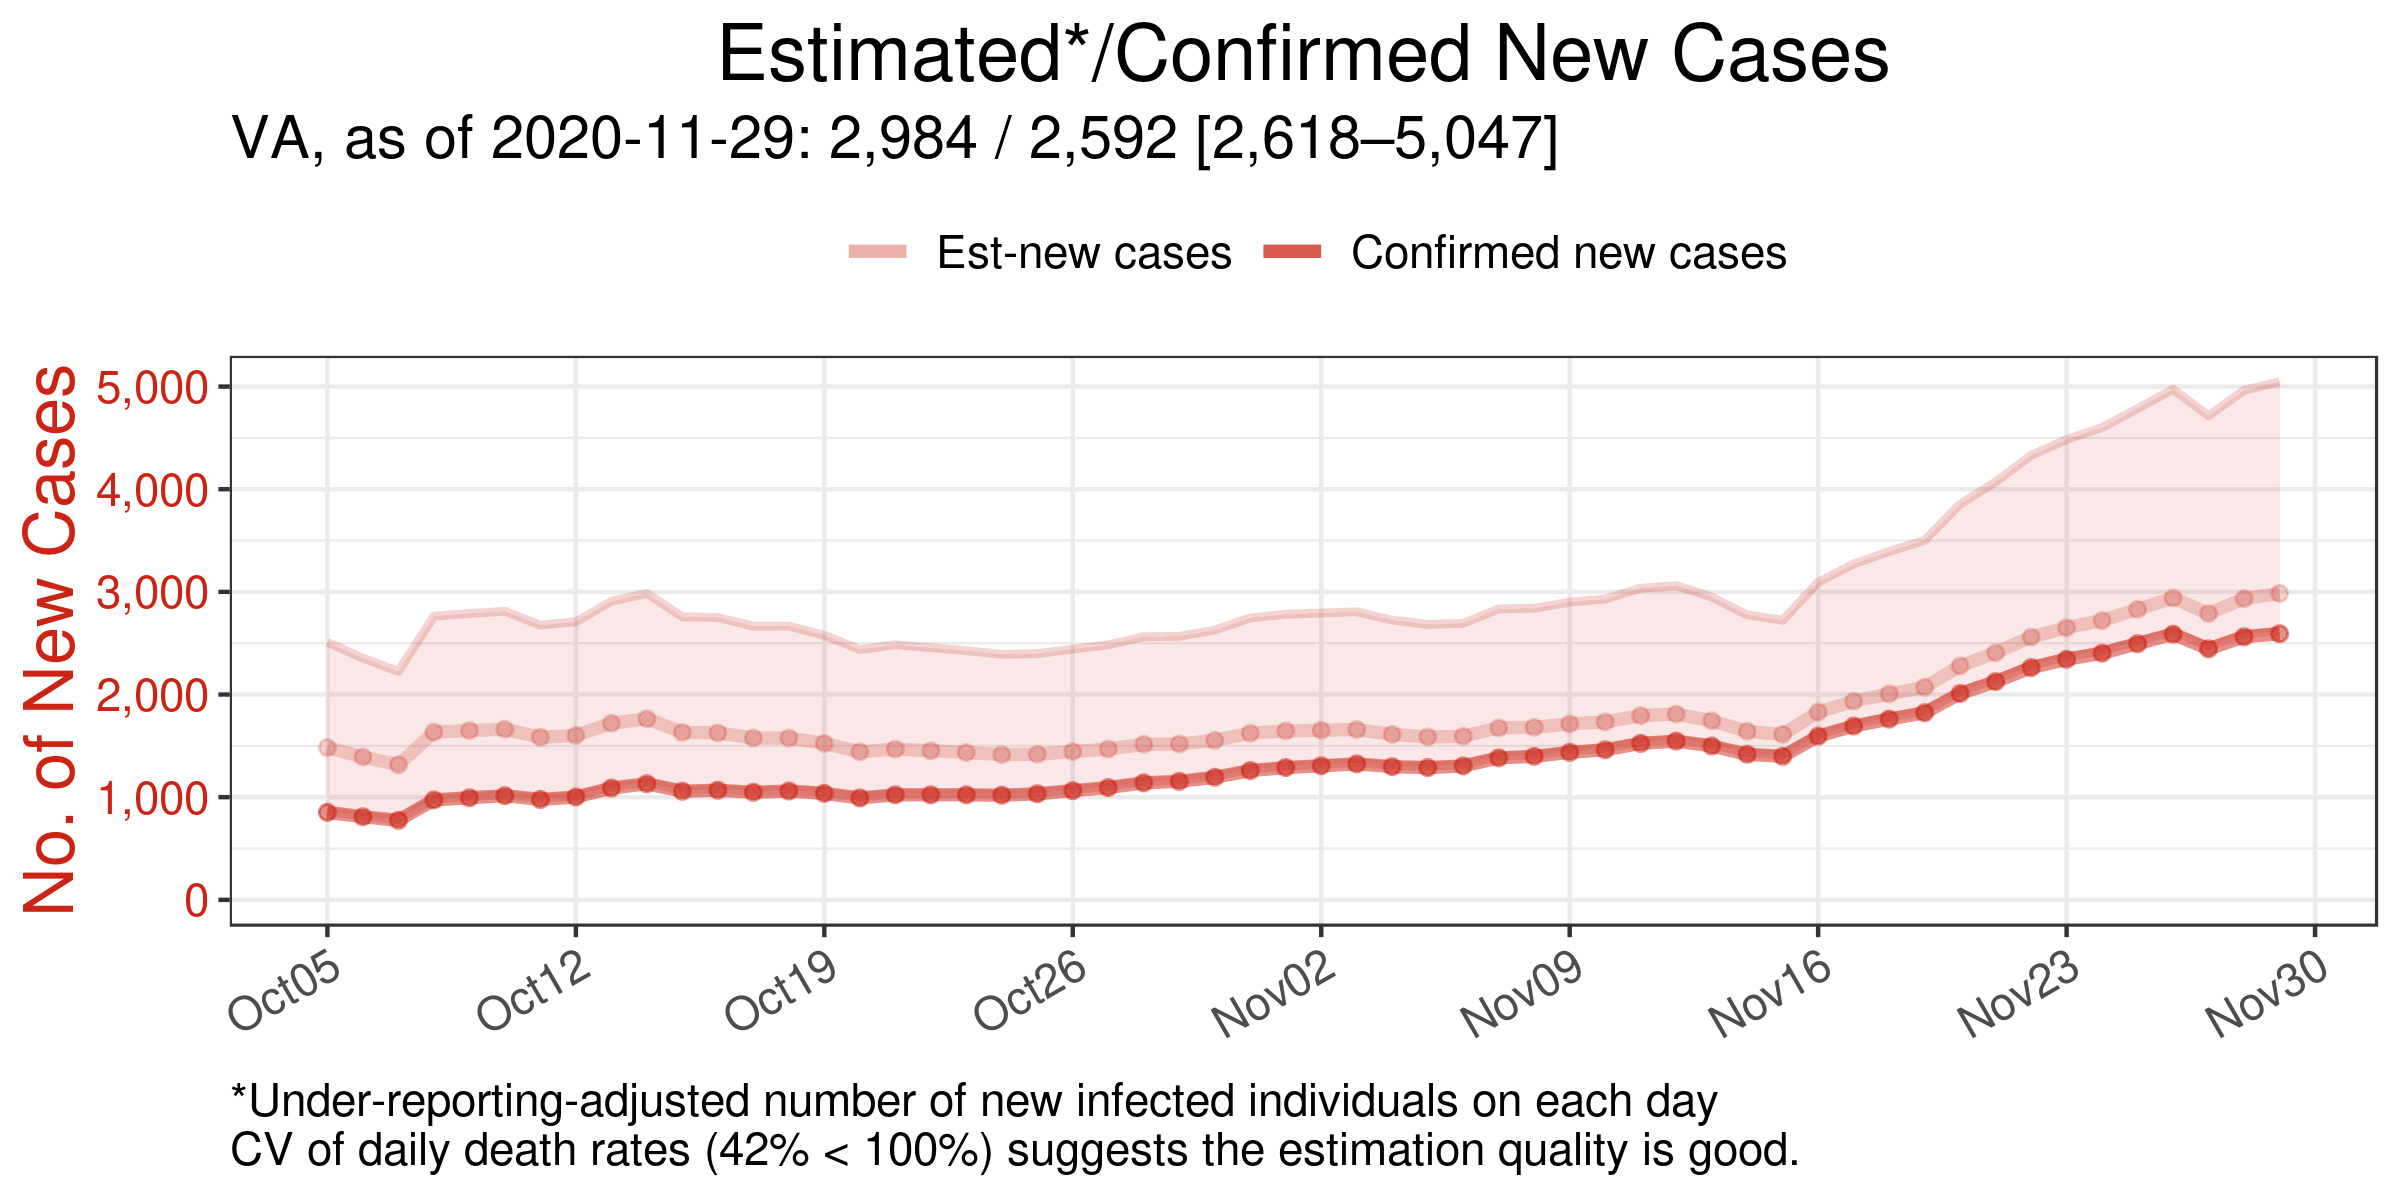 Estimated*/Confirmed New Cases
VA, as of 2020-11-29: 2,984 / 2,592 [2,618–5,047]
Est-new cases Confirmed new cases
No. of New Cases
5,000
4,000
3,000
2,000
1,000
0
Oct05 Oct12 Oct19 Oct26 Nov02 Nov09 Nov16 Nov23 Nov30
*Under-reporting-adjusted number of new infected individuals on each day
CV of daily death rates (42% < 100%) suggests the estimation quality is good.